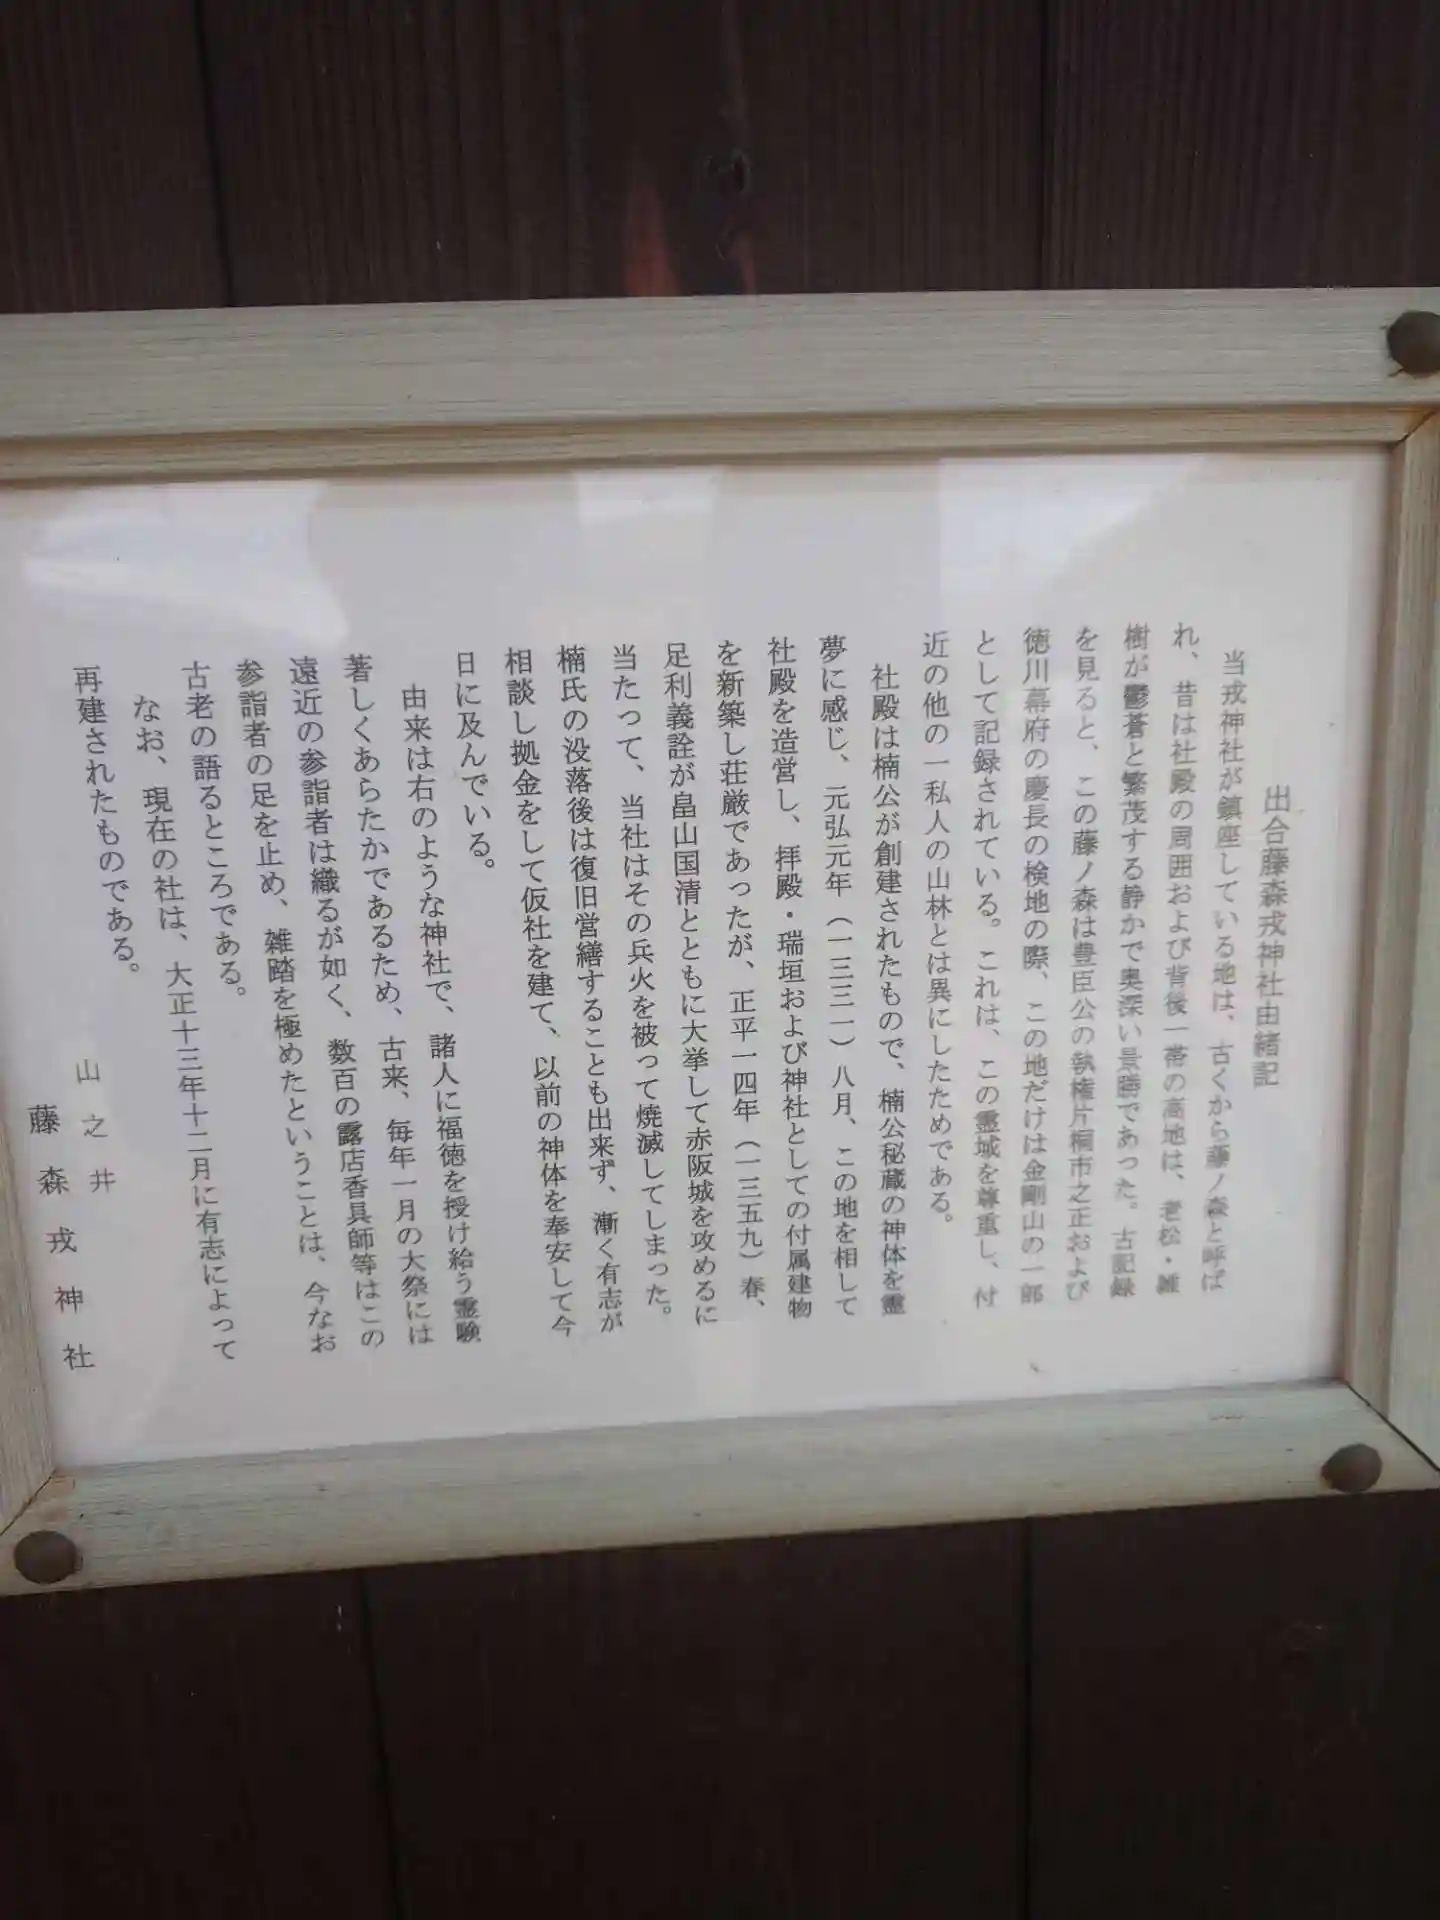 出合藤森戎神社由緒記
当戎神社が鎮座している地は、古くから藤ノ森と呼ば
れ、昔は社殿の周囲および背後一帯の高地は、老松・雑
樹が鬱蒼と繁茂する静かで奥深い景勝であった。古記録
を見ると、この藤ノ森は豊臣公の執権片桐市之正および
徳川幕府の慶長の検地の際、この地だけは金剛山の一部
として記録されている。これは、この霊城を尊重し、付
近の他の一私人の山林とは異にしたためである。
社殿は楠公が創建されたもので、楠公秘蔵の神体を霊
夢に感じ、元弘元年（一三三一）八月、この地を相して
社殿を造営し、拝殿・瑞垣および神社としての付属建物
を新築し荘厳であったが、正平一四年（一三五九）春、
足利義詮が畠山国清とともに大挙して赤阪城を攻めるに
当たって、当社はその兵火を被って焼滅してしまった。
楠氏の没落後は復旧営繕することも出来ず、漸く有志が
相談し拠金をして仮社を建て、以前の神体を奉安して今
日に及んでいる。
由来は右のような神社で、諸人に福徳を授け給う霊験
著しくあらたかであるため、古来、毎年一月の大祭には
遠近の参詣者は織るが如く、数百の露店香具師等はこの
参詣者の足を止め、雑踏を極めたということは、今なお
古老の語るところである。
なお、現在の社は、大正十三年十二月に有志によって
再建されたものである。
山之井
藤森戎神社